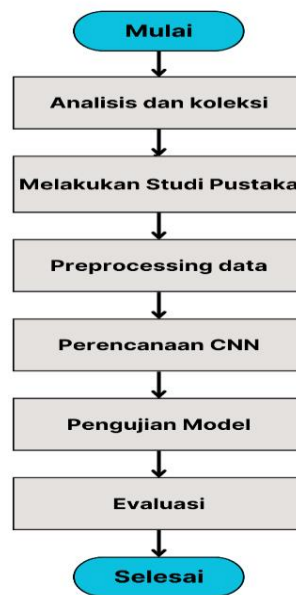 Mulai
Analisis dan koleksi
Melakukan Studi Pustaka
Preprocessing data
Perencanaan CNN
Pengujian Model
Evaluasi
Selesai